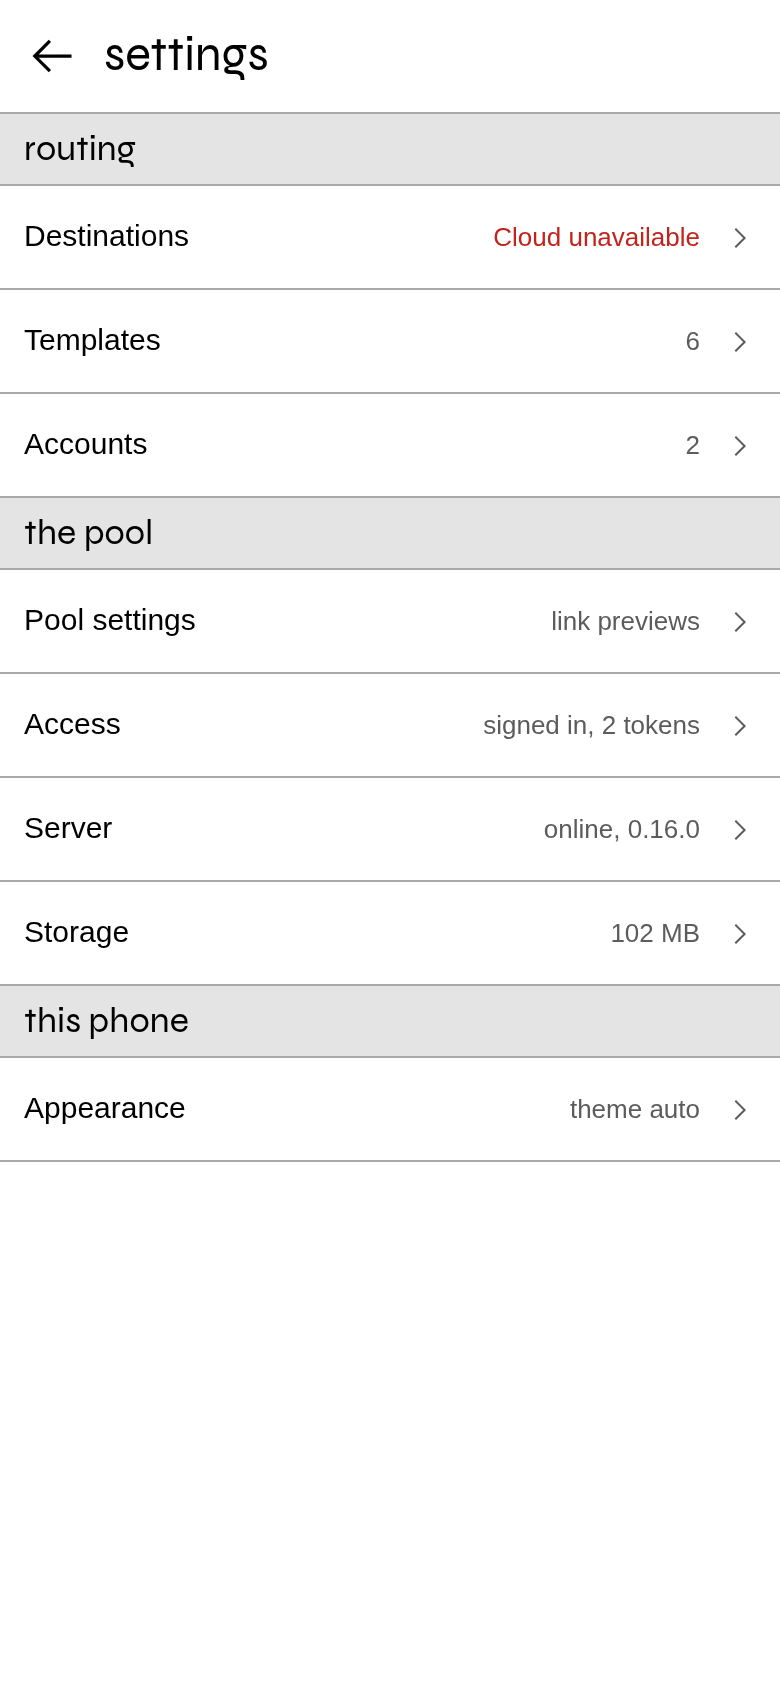 settings
routing
Destinations Cloud unavailable
Templates 6
Accounts 2
the pool
Pool settings link previews
Access signed in, 2 tokens
Server online, 0.16.0
Storage 102 MB
this phone
Appearance theme auto